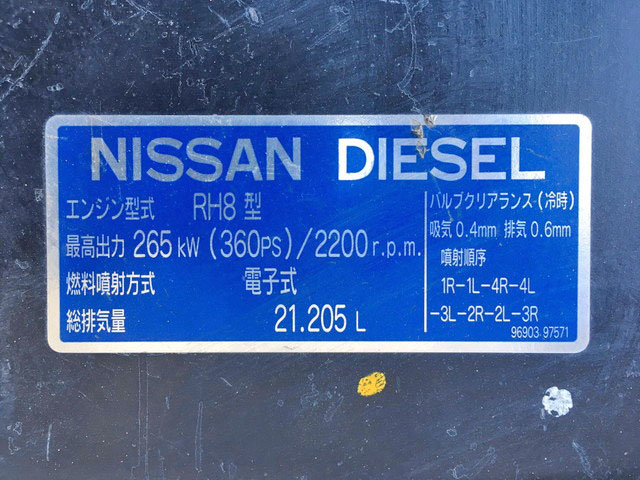 NISSAN DIESEL
エンジン型式 RH8 型
最高出力 265 kW (360PS)/2200 r.p.m.
燃料噴射方式 電子式
総排気量 21.205 L
バルブクリアランス(冷時)
吸気 0.4mm 排気 0.6mm
噴射順序
1R-1L-4R-4L
-3L-2R-2L-3R
96903 97571